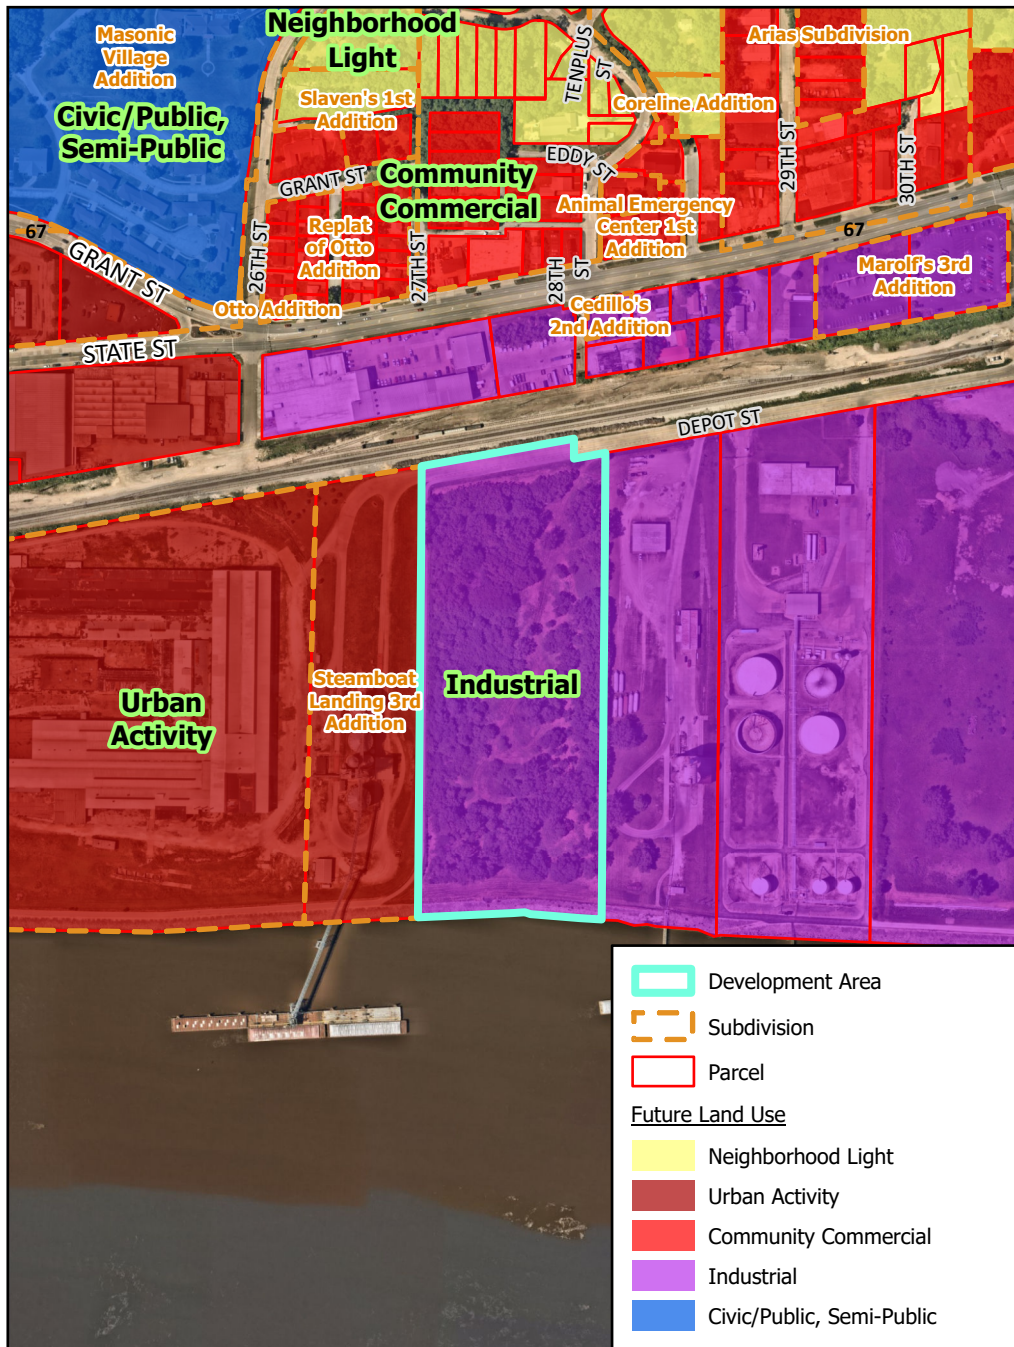 Neighborhood
Light
Masonic
Village
Addition
Civic/Public,
Semi-Public
TENPLUS
ST
Arias Subdivision
Slaven's 1st
Addition
Coreline Addition
29TH ST
30TH ST
EDDY ST
GRANT ST
Community
Commercial
Replat
of Otto
Addition
Animal Emergency
Center 1st
Addition
67
67
GRANT ST
26TH ST
27TH ST
28TH
ST
Marolf's 3rd
Addition
Otto Addition
Cedillo's
2nd Addition
STATE ST
DEPOT ST
Steamboat
Landing 3rd
Addition
Industrial
Urban
Activity
Development Area
Subdivision
Parcel
Future Land Use
Neighborhood Light
Urban Activity
Community Commercial
Industrial
Civic/Public, Semi-Public